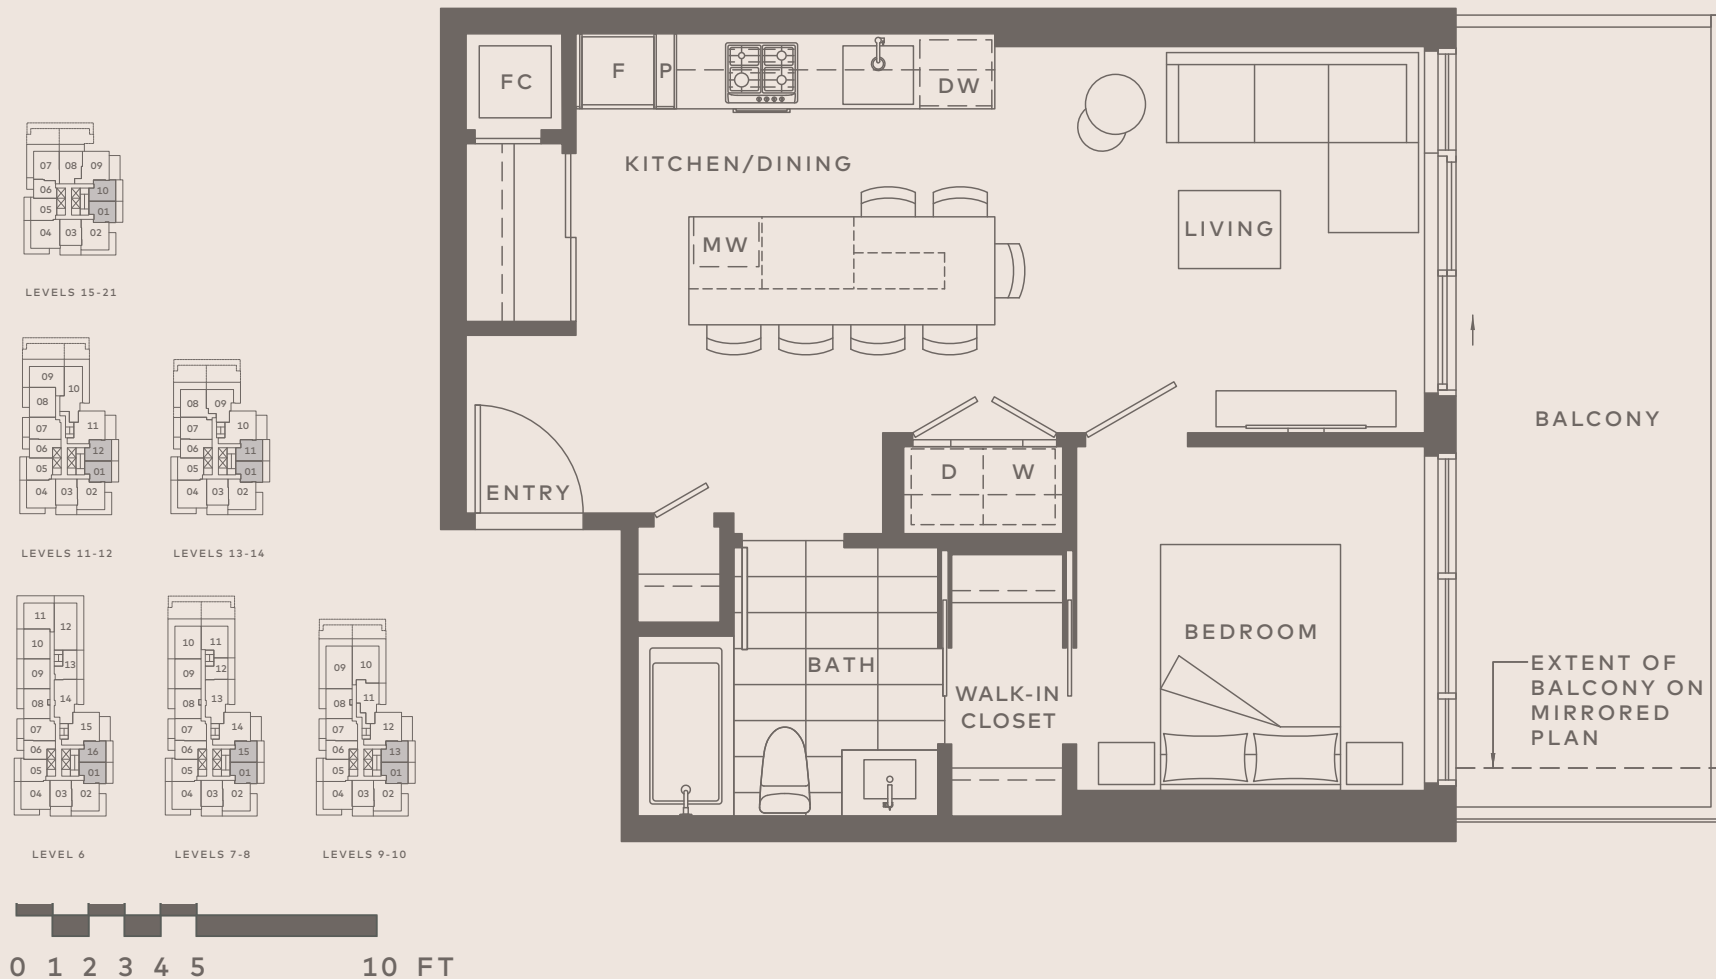 FC
F
P
DW
KITCHEN/DINING
MW
LIVING
ENTRY
D
W
BATH
WALK-IN
CLOSET
BEDROOM
BALCONY
EXTENT OF
BALCONY ON
MIRRORED
PLAN
07 08 09
06 10
05 01
04 03 02
LEVELS 15-21
09
10
08
11
07
06 12
05 01
04 03 02
LEVELS 11-12
08 09
10
07
06 11
05 01
04 03 02
LEVELS 13-14
11
12
10
13
09
14
08
15
07
06 16
05 01
04 03 02
LEVEL 6
10 11
12
09
13
08
14
07
06 15
05 01
04 03 02
LEVELS 7-8
09 10
11
08
12
07
06 13
05 01
04 03 02
LEVELS 9-10
0 1 2 3 4 5 10 FT